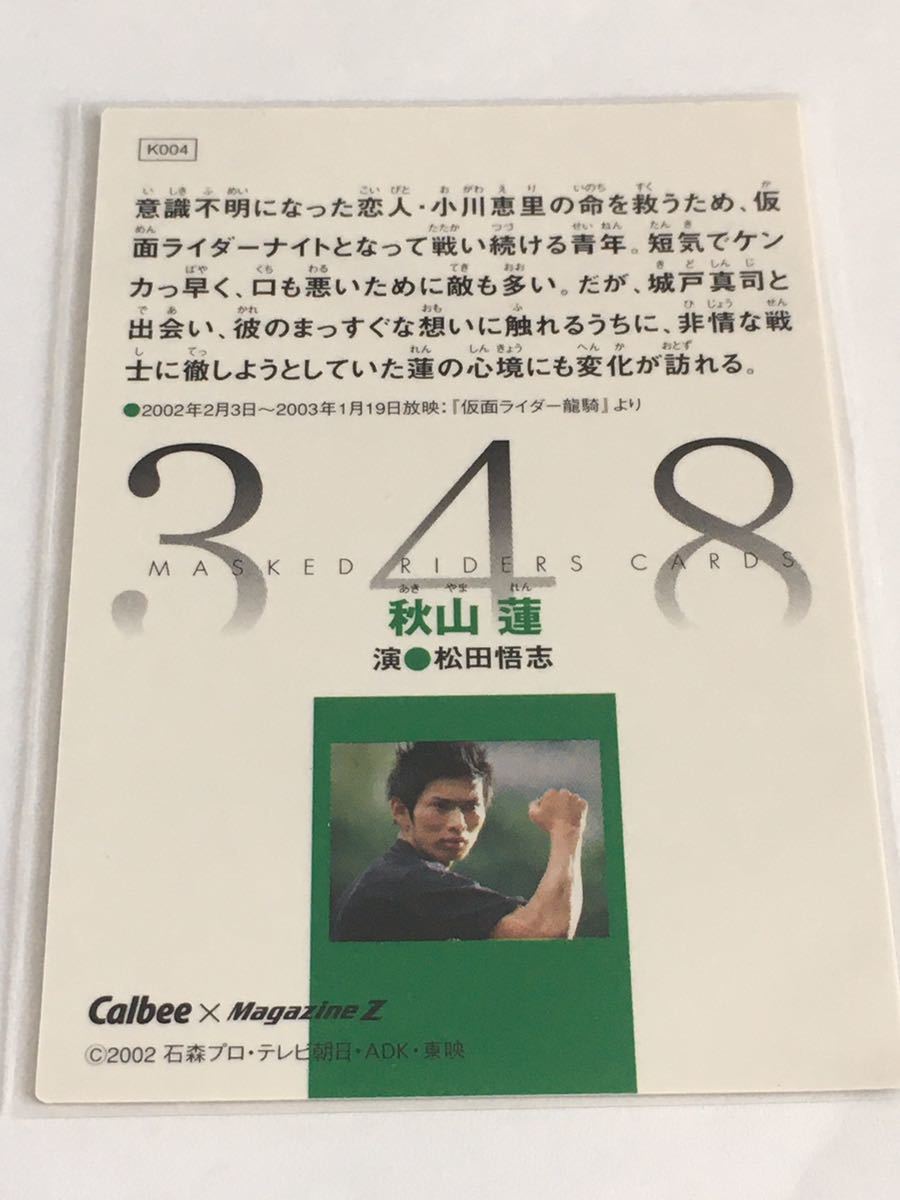 K004
意識不明になった恋人・小川恵里の命を救うため、仮
面ライダーナイトとなって戦い続ける青年。短気でケン
カっ早く、口も悪いために敵も多い。だが、城戸真司と
出会い、彼のまっすぐな想いに触れるうちに、非情な戦
士に徹しようとしていた蓮の心境にも変化が訪れる。
●2002年2月3日～2003年1月19日放映：『仮面ライダー龍騎』より
348
MASKED RIDERS CARDS
あき やま れん
秋山 蓮
演●松田悟志
Calbee×Magazine Z
©2002 石森プロ・テレビ朝日・ADK・東映